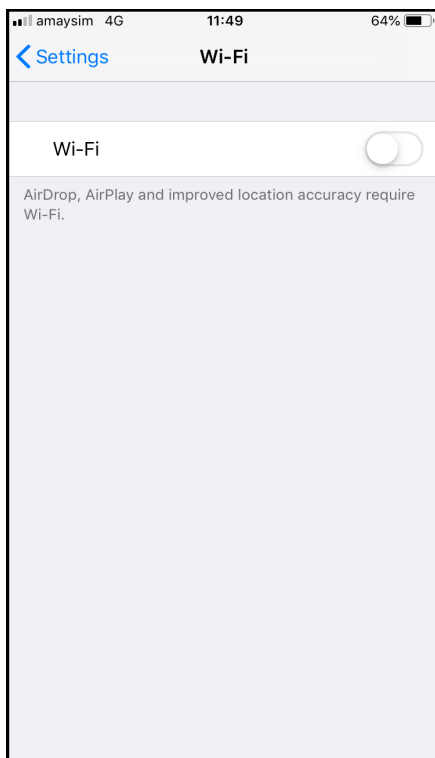 amaysim 4G 11:49 64%
Settings Wi-Fi
Wi-Fi
AirDrop, AirPlay and improved location accuracy require
Wi-Fi.